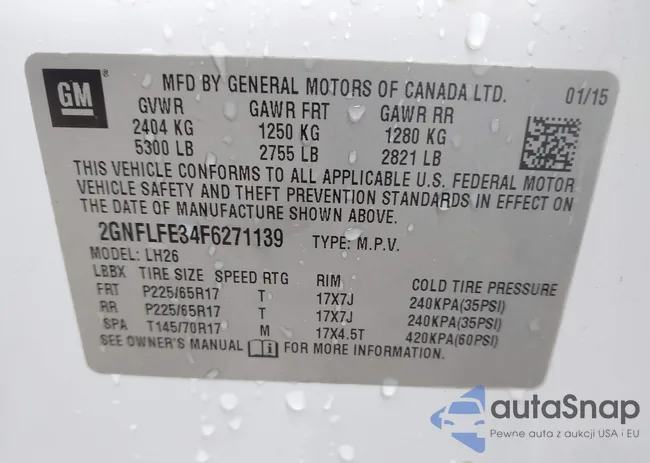 GM ®
MFD BY GENERAL MOTORS OF CANADA LTD. 01/15
GVWR GAWR FRT GAWR RR
2404 KG 1250 KG 1280 KG
5300 LB 2755 LB 2821 LB
THIS VEHICLE CONFORMS TO ALL APPLICABLE U.S. FEDERAL MOTOR
VEHICLE SAFETY AND THEFT PREVENTION STANDARDS IN EFFECT ON
THE DATE OF MANUFACTURE SHOWN ABOVE.
2GNFLFE34F6271139 TYPE: M.P.V.
MODEL: LH26
LBBX TIRE SIZE SPEED RTG RIM COLD TIRE PRESSURE
FRT P225/65R17 T 17X7J 240KPA(35PSI)
RR P225/65R17 T 17X7J 240KPA(35PSI)
SPA T145/70R17 M 17X4.5T 420KPA(60PSI)
SEE OWNER'S MANUAL i FOR MORE INFORMATION.
autaSnap
Pewne auta z aukcji USA i EU